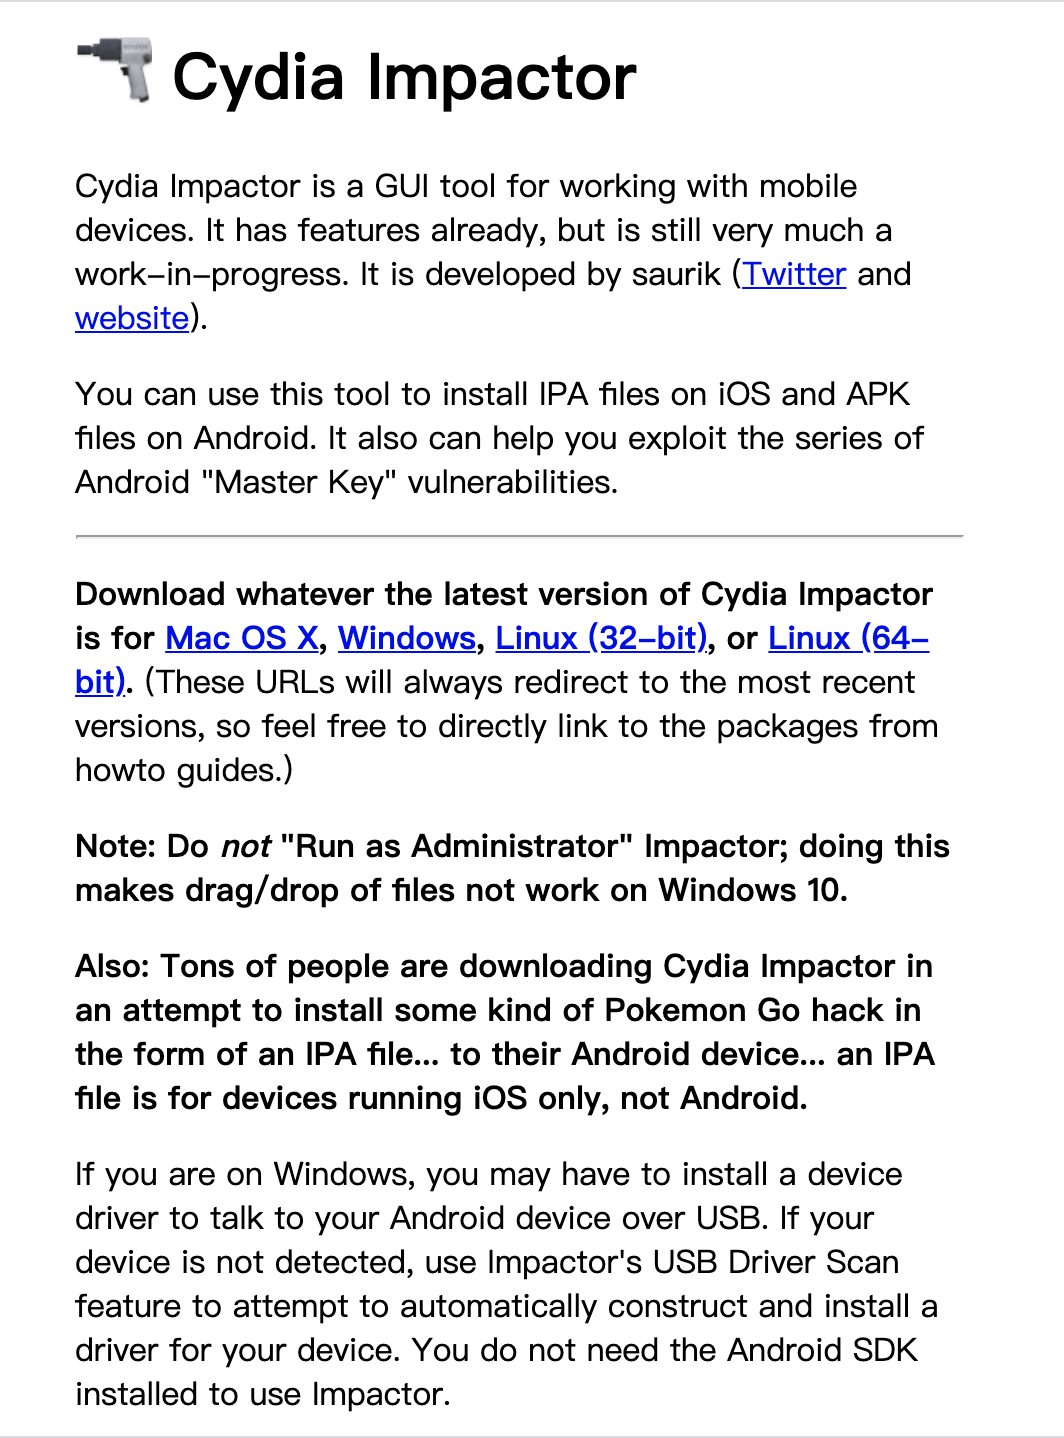 Cydia Impactor
Cydia Impactor is a GUI tool for working with mobile
devices. It has features already, but is still very much a
work-in-progress. It is developed by saurik (Twitter and
website).
You can use this tool to install IPA files on iOS and APK
files on Android. It also can help you exploit the series of
Android "Master Key" vulnerabilities.
Download whatever the latest version of Cydia Impactor
is for Mac OS X, Windows, Linux (32-bit), or Linux (64-
bit). (These URLs will always redirect to the most recent
versions, so feel free to directly link to the packages from
howto guides.)
Note: Do not "Run as Administrator" Impactor; doing this
makes drag/drop of files not work on Windows 10.
Also: Tons of people are downloading Cydia Impactor in
an attempt to install some kind of Pokemon Go hack in
the form of an IPA file... to their Android device... an IPA
file is for devices running iOS only, not Android.
If you are on Windows, you may have to install a device
driver to talk to your Android device over USB. If your
device is not detected, use Impactor's USB Driver Scan
feature to attempt to automatically construct and install a
driver for your device. You do not need the Android SDK
installed to use Impactor.